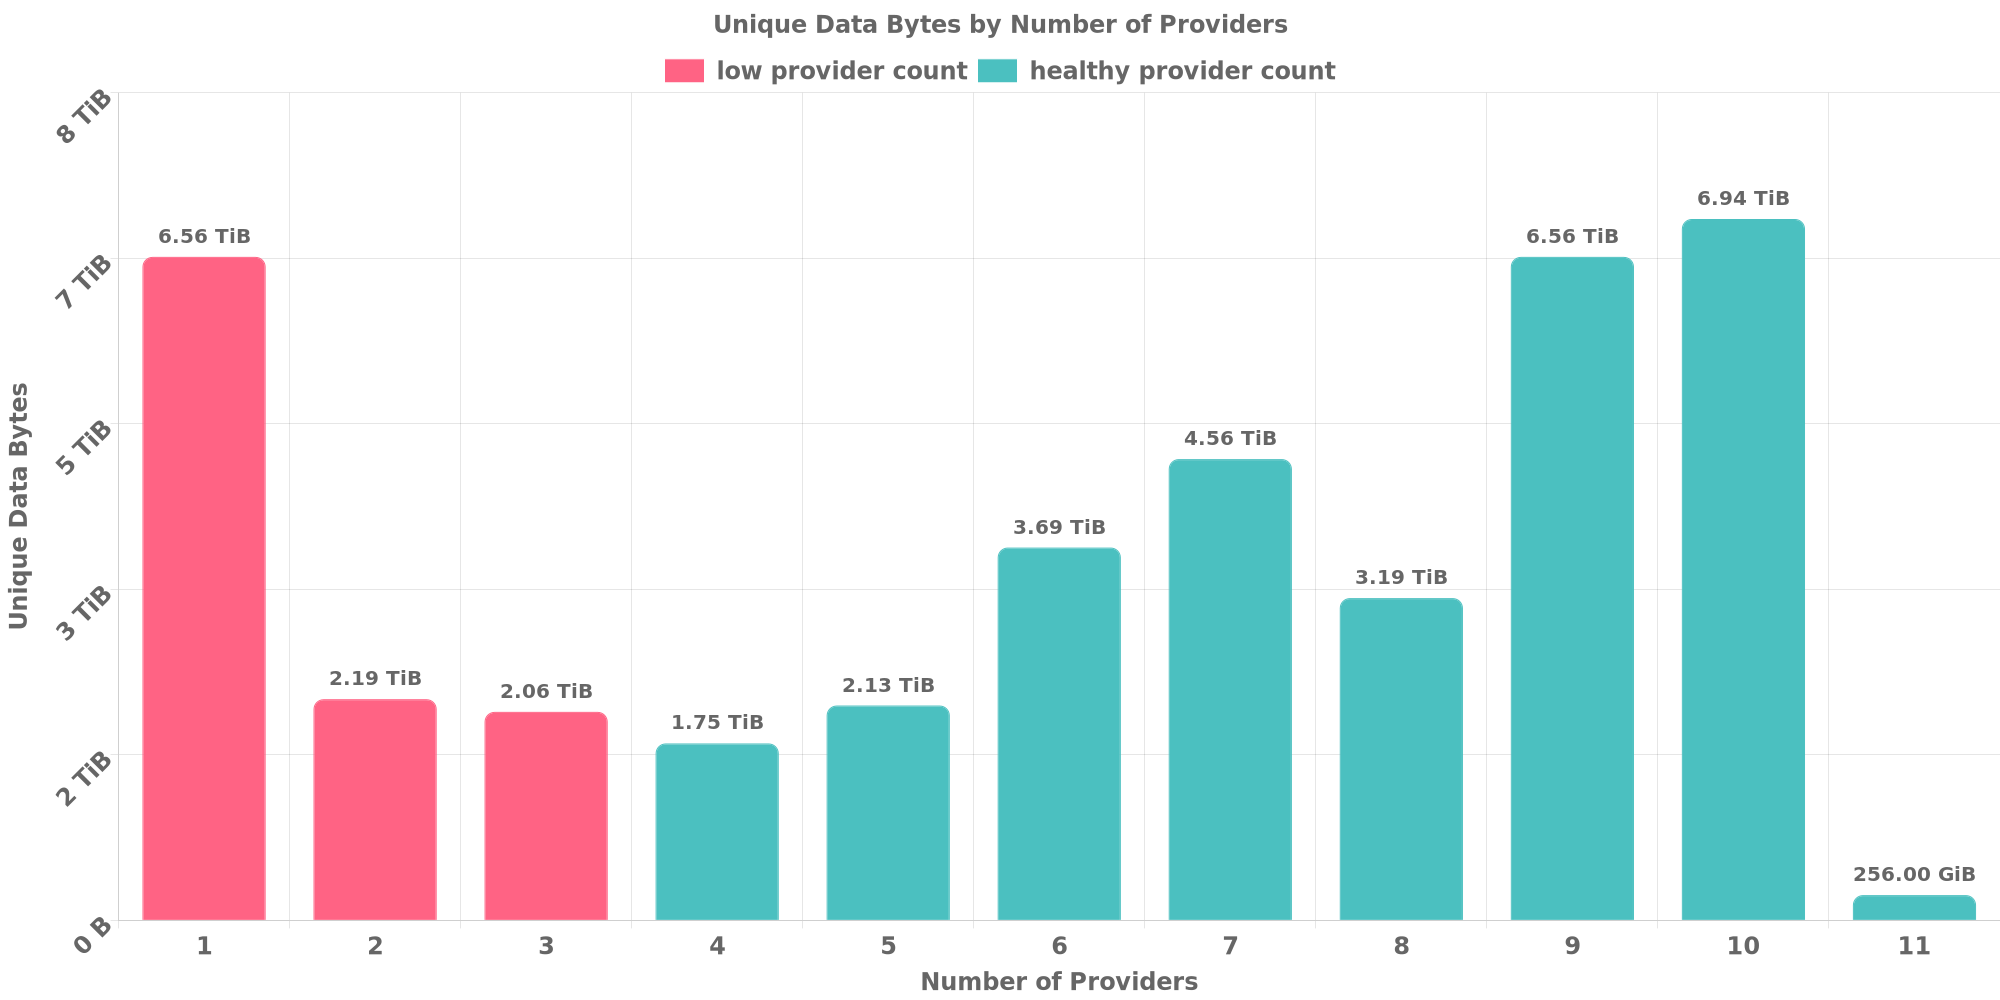 Unique Data Bytes by Number of Providers
low provider count healthy provider count
8 TiB
7 TiB
5 TiB
3 TiB
2 TiB
0 B
Unique Data Bytes
6.56 TiB
2.19 TiB
2.06 TiB
1.75 TiB
2.13 TiB
3.69 TiB
4.56 TiB
3.19 TiB
6.56 TiB
6.94 TiB
256.00 GiB
1 2 3 4 5 6 7 8 9 10 11
Number of Providers